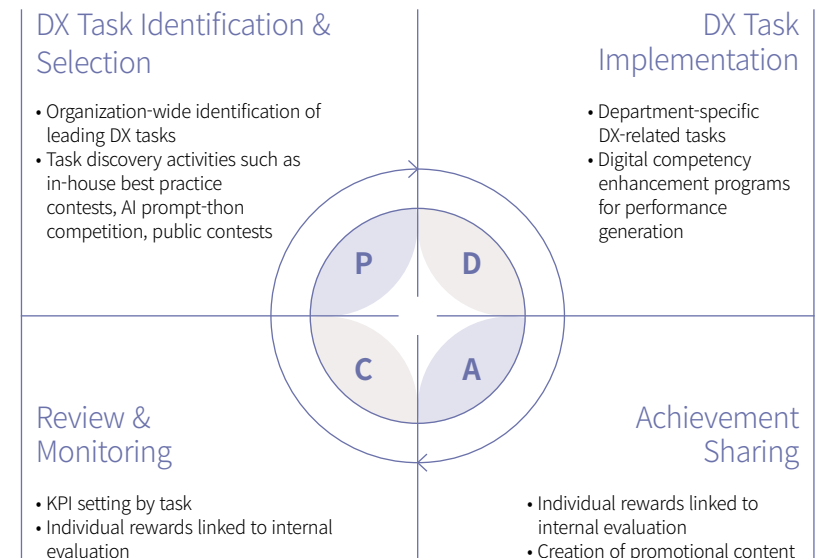 DX Task Identification &
Selection
• Organization-wide identification of
leading DX tasks
• Task discovery activities such as
in-house best practice
contests, AI prompt-thon
competition, public contests
DX Task
Implementation
• Department-specific
DX-related tasks
• Digital competency
enhancement programs
for performance
generation
P
D
C
A
Review &
Monitoring
• KPI setting by task
• Individual rewards linked to internal
evaluation
Achievement
Sharing
• Individual rewards linked to
internal evaluation
• Creation of promotional content